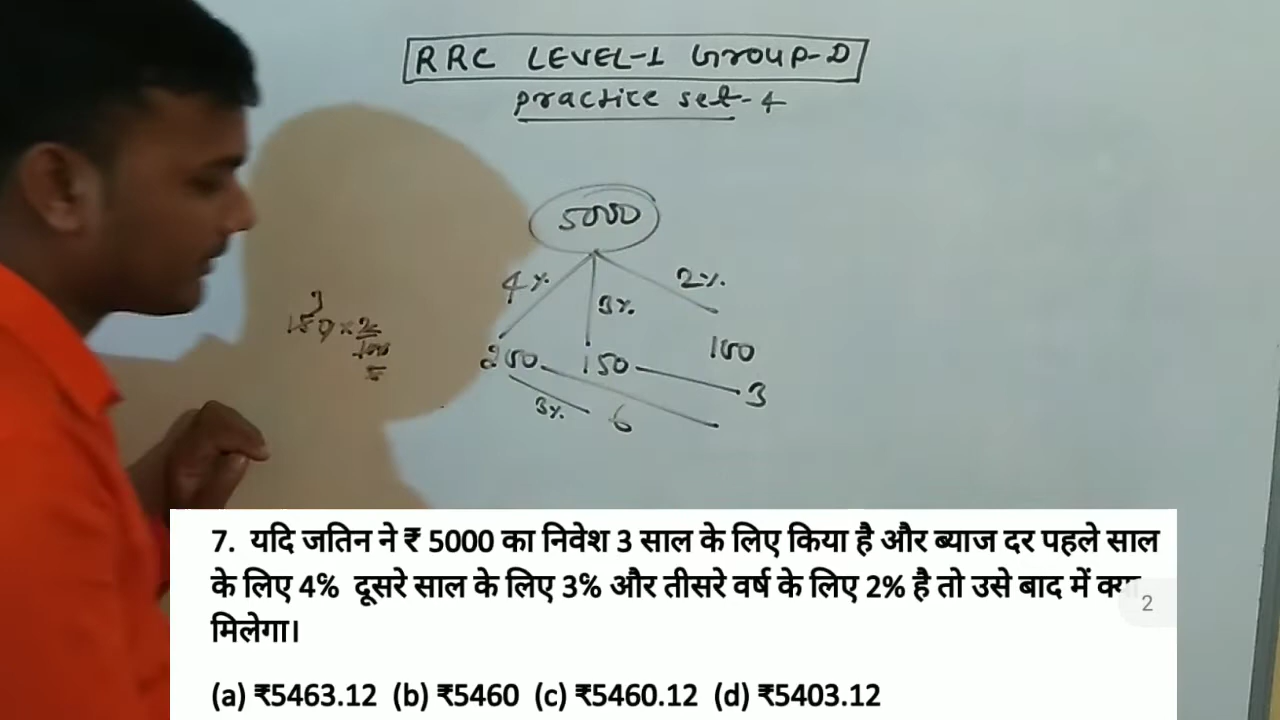 RRC LEVEL-1 GROUP-D
practice set-4
5000
4% 3% 2%
200 150 100
3
3% 6
150×2
100
7. यदि जतिन ने ₹ 5000 का निवेश 3 साल के लिए किया है और ब्याज दर पहले साल
के लिए 4% दूसरे साल के लिए 3% और तीसरे वर्ष के लिए 2% है तो उसे बाद में क्या
2
मिलेगा।
(a) ₹5463.12 (b) ₹5460 (c) ₹5460.12 (d) ₹5403.12